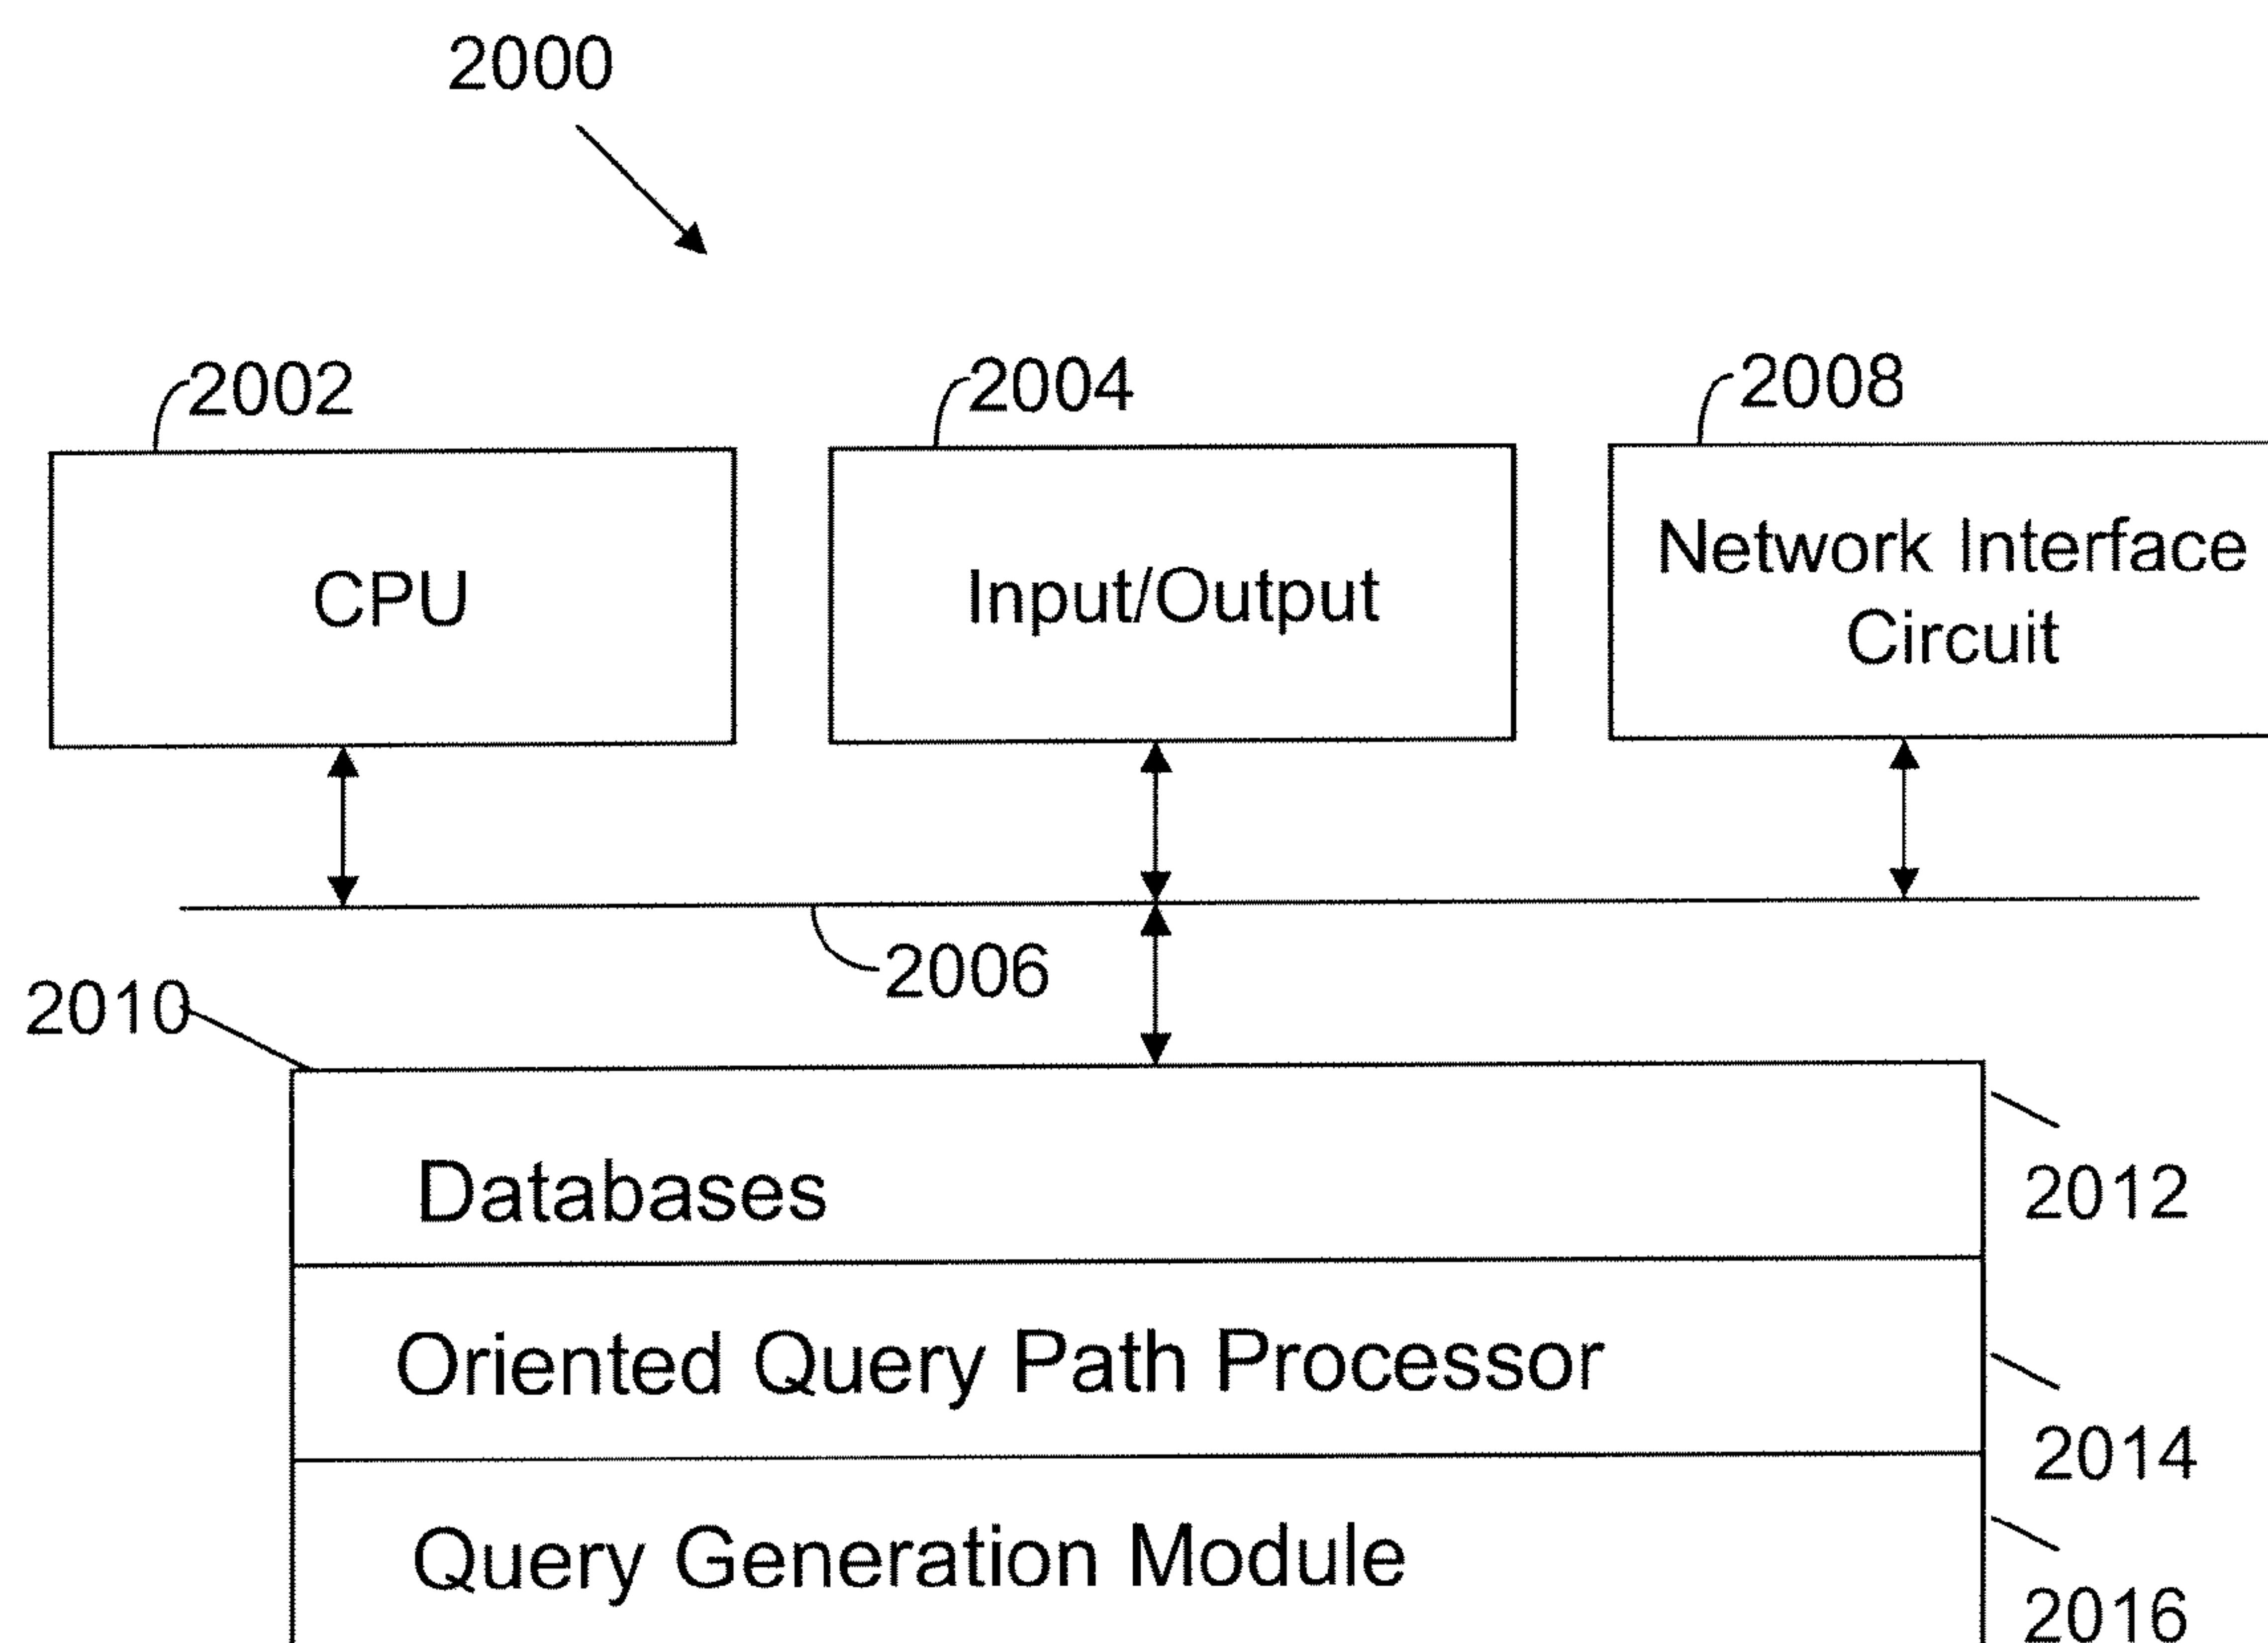 2000
2002
2004
2008
CPU
Input/Output
Network Interface
Circuit
2006
2010
Databases
2012
Oriented Query Path Processor
2014
Query Generation Module
2016